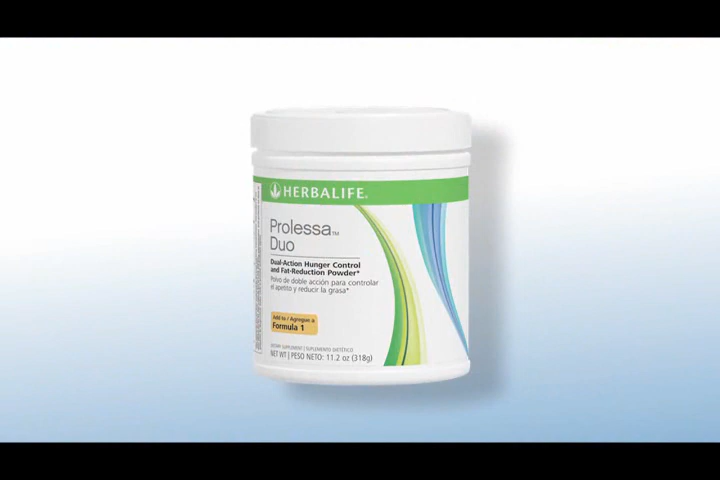 HERBALIFE®
Prolessa™
Duo
Dual-Action Hunger Control
and Fat-Reduction Powder*
Polvo de doble acción para controlar
el apetito y reducir la grasa*
Add to / Agregue a
Formula 1
DIETARY SUPPLEMENT | SUPLEMENTO DIETÉTICO
NET WT | PESO NETO: 11.2 oz (318g)